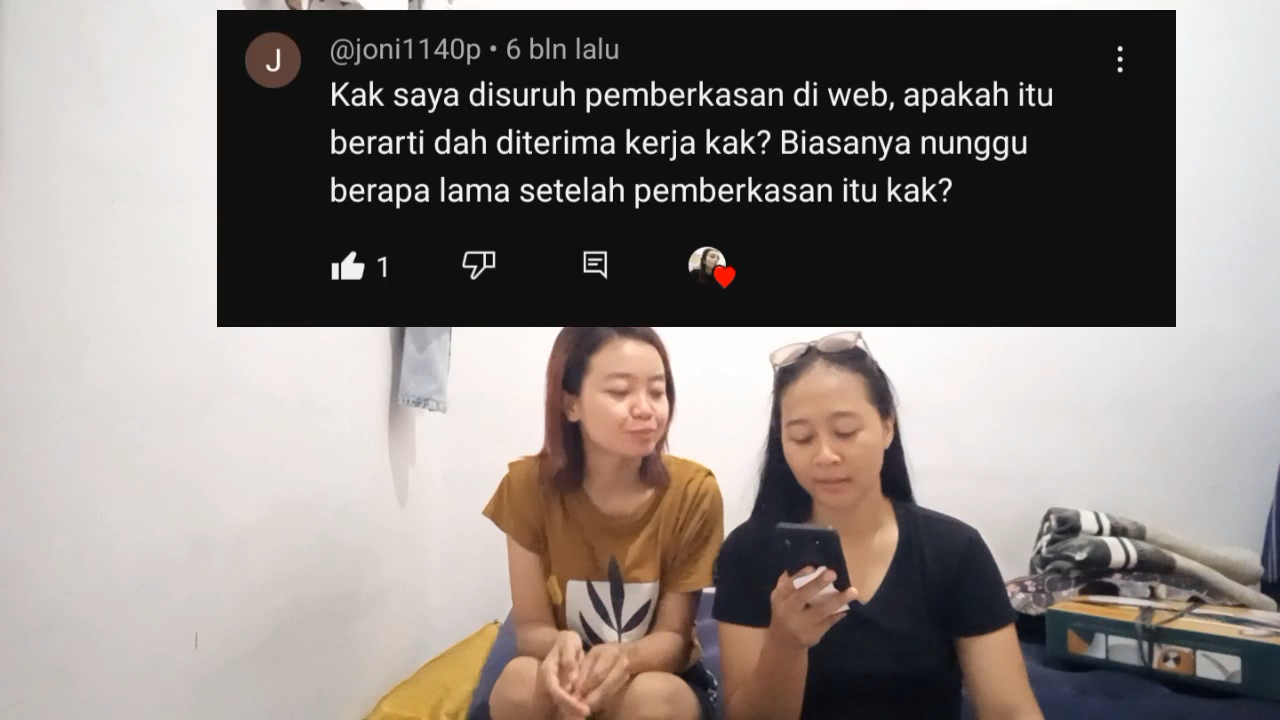 J
@joni1140p • 6 bln lalu
Kak saya disuruh pemberkasan di web, apakah itu
berarti dah diterima kerja kak? Biasanya nunggu
berapa lama setelah pemberkasan itu kak?
1